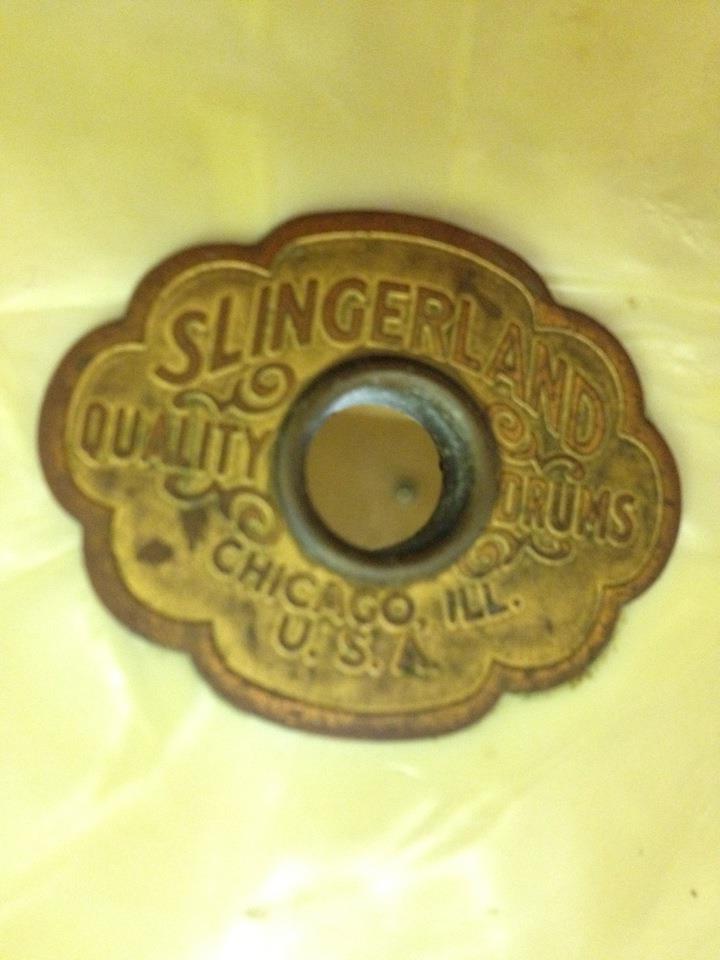 SLINGERLAND
QUALITY DRUMS
CHICAGO, ILL.
U. S. A.